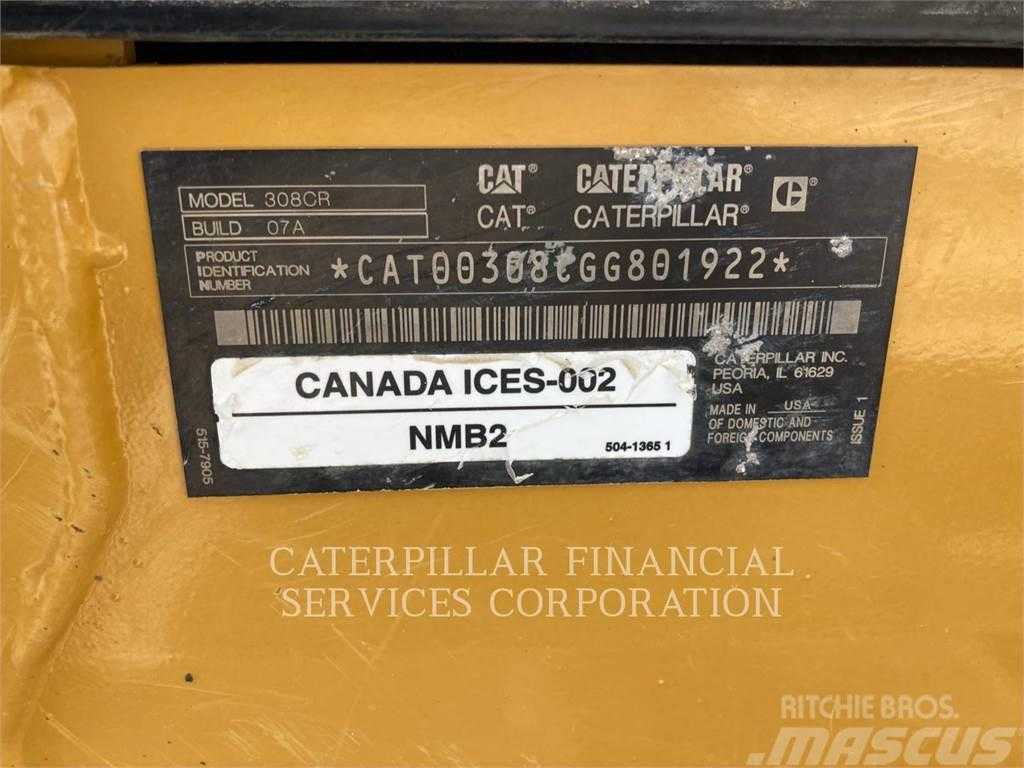 MODEL 308CR
BUILD 07A
CAT®
CAT®
CATERPILLAR
CATERPILLAR®
C®
PRODUCT
IDENTIFICATION
NUMBER
*CAT00308CGG801922*
CANADA ICES-002
NMB2
504-1365 1
515-7905
CATERPILLAR INC.
PEORIA, IL 61629
USA
MADE IN USA
OF DOMESTIC AND
FOREIGN COMPONENTS
ISSUE 1
CATERPILLAR FINANCIAL
SERVICES CORPORATION
RITCHIE BROS.
MASCUS